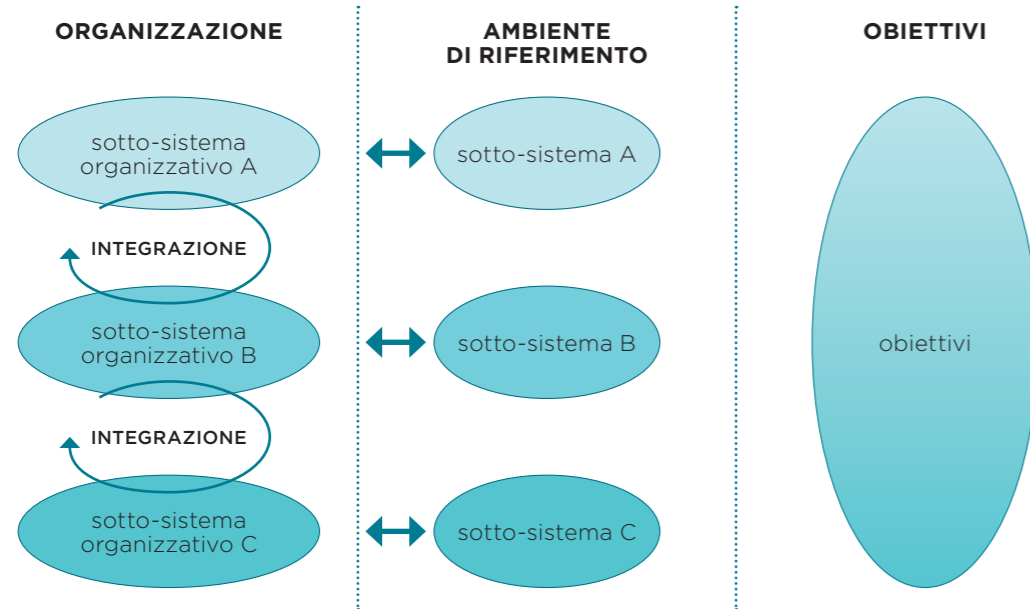 ORGANIZZAZIONE
AMBIENTE
DI RIFERIMENTO
OBIETTIVI
sotto-sistema
organizzativo A
sotto-sistema A
INTEGRAZIONE
sotto-sistema
organizzativo B
sotto-sistema B
obiettivi
INTEGRAZIONE
sotto-sistema
organizzativo C
sotto-sistema C